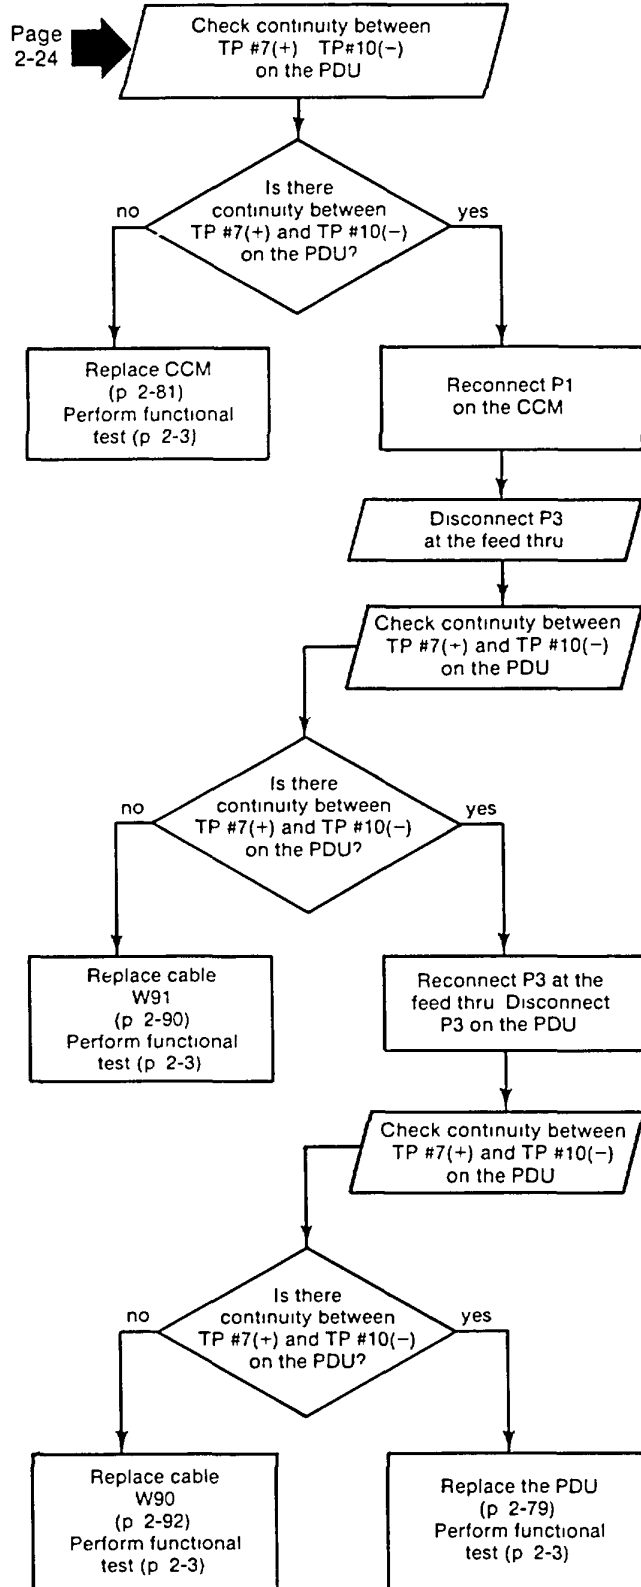 Page
2-24
Check continuity between
TP #7(+) TP#10(−)
on the PDU
Is there
continuity between
TP #7(+) and TP #10(−)
on the PDU?
no
yes
Replace CCM
(p 2-81)
Perform functional
test (p 2-3)
Reconnect P1
on the CCM
Disconnect P3
at the feed thru
Check continuity between
TP #7(+) and TP #10(−)
on the PDU
Is there
continuity between
TP #7(+) and TP #10(−)
on the PDU?
no
yes
Replace cable
W91
(p 2-90)
Perform functional
test (p 2-3)
Reconnect P3 at the
feed thru Disconnect
P3 on the PDU
Check continuity between
TP #7(+) and TP #10(−)
on the PDU
Is there
continuity between
TP #7(+) and TP #10(−)
on the PDU?
no
yes
Replace cable
W90
(p 2-92)
Perform functional
test (p 2-3)
Replace the PDU
(p 2-79)
Perform functional
test (p 2-3)